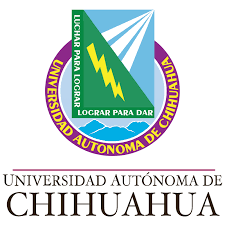 LUCHAR PARA LOGRAR
LOGRAR PARA DAR
UNIVERSIDAD AUTONOMA DE CHIHUAHUA
UNIVERSIDAD AUTÓNOMA DE
CHIHUAHUA